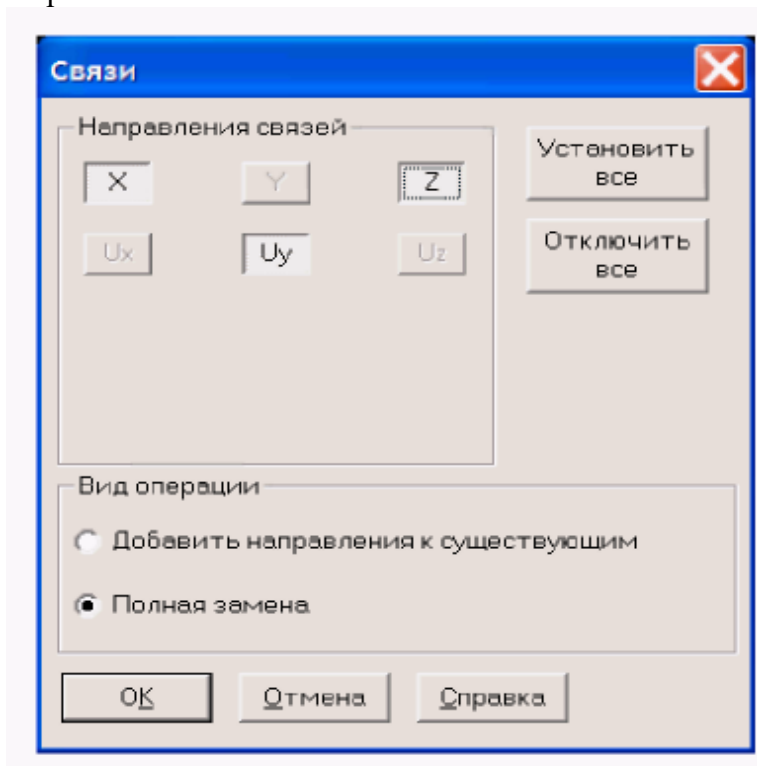 Связи
Направления связей
X Y Z
Установить
все
Ux Uy Uz
Отключить
все
Вид операции
Добавить направления к существующим
Полная замена
OK Отмена Справка